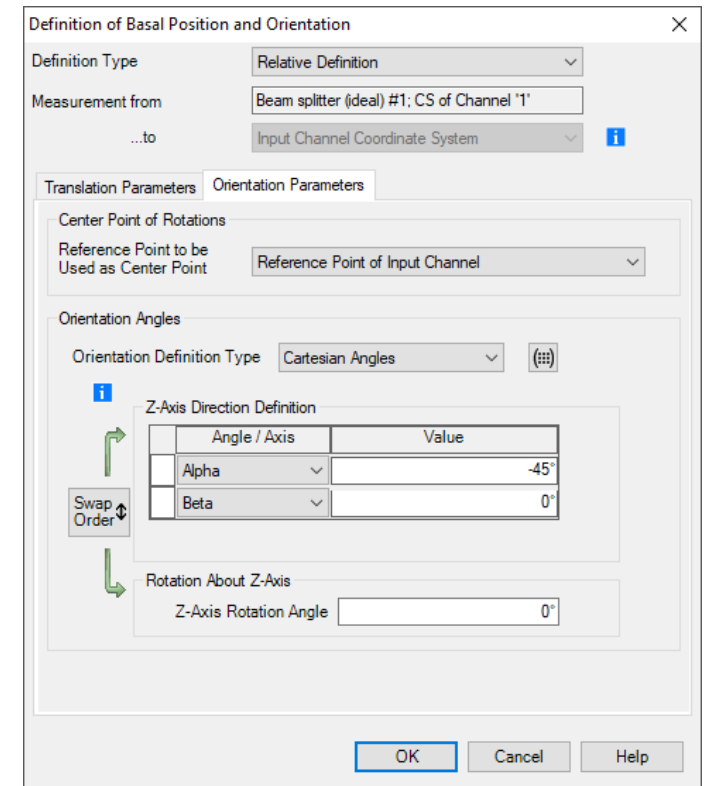 Definition of Basal Position and Orientation
Definition Type
Relative Definition
Measurement from
Beam splitter (ideal) #1; CS of Channel '1'
...to
Input Channel Coordinate System
i
Translation Parameters
Orientation Parameters
Center Point of Rotations
Reference Point to be
Used as Center Point
Reference Point of Input Channel
Orientation Angles
Orientation Definition Type
Cartesian Angles
i
Z-Axis Direction Definition
Angle / Axis
Value
Alpha
-45°
Beta
0°
Swap
Order
Rotation About Z-Axis
Z-Axis Rotation Angle
0°
OK
Cancel
Help